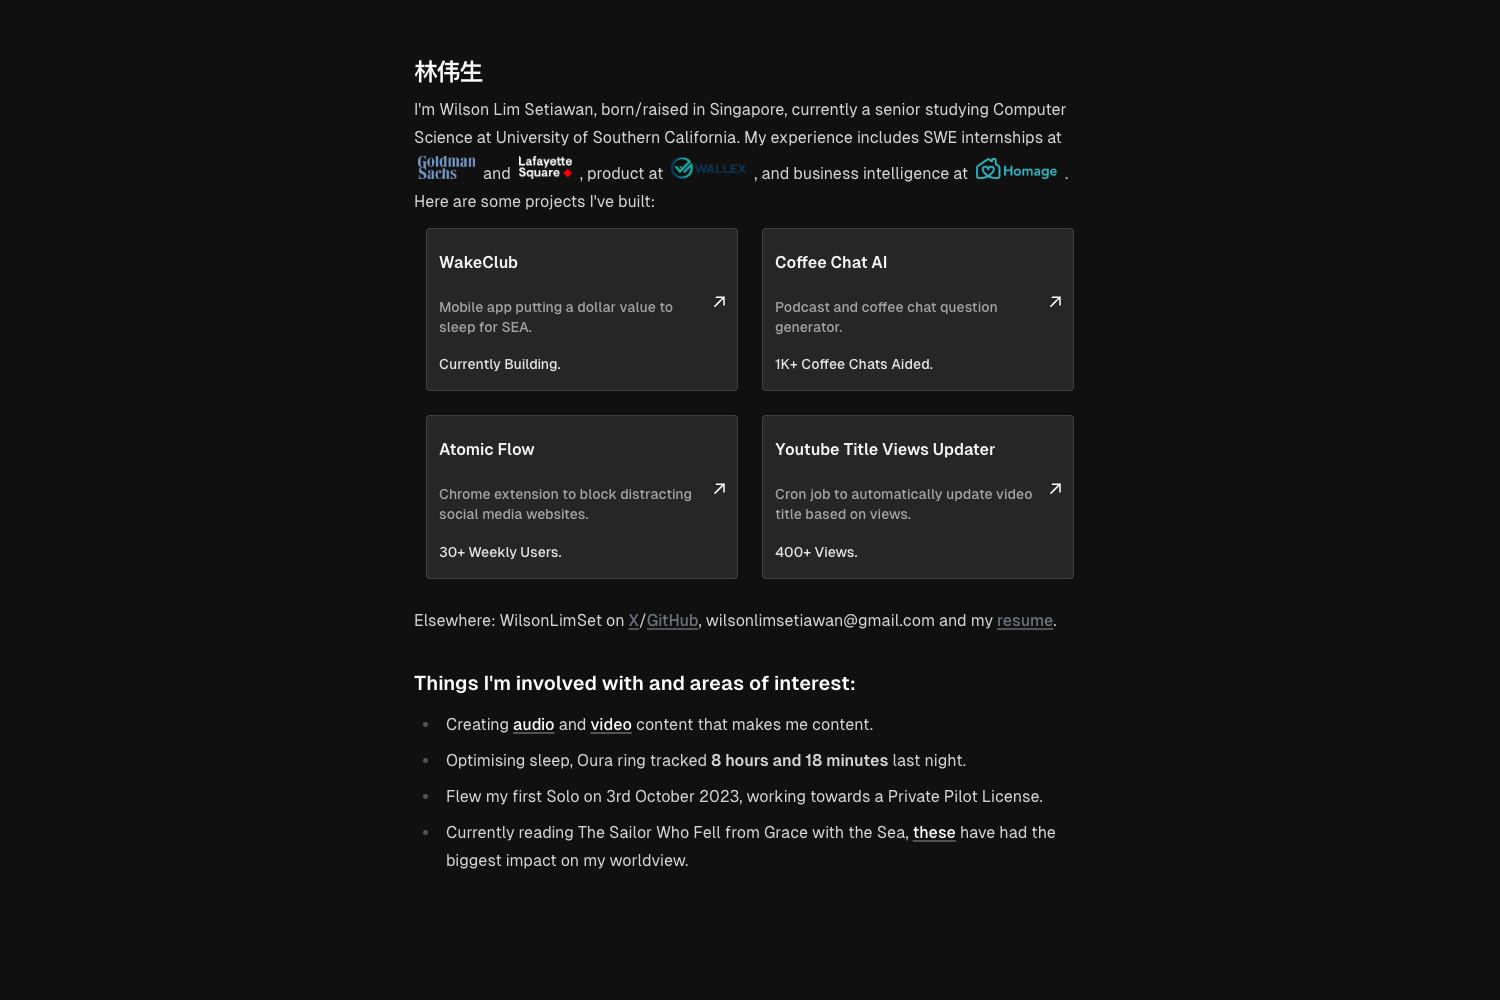 林伟生
I'm Wilson Lim Setiawan, born/raised in Singapore, currently a senior studying Computer
Science at University of Southern California. My experience includes SWE internships at
Goldman Sachs and Lafayette Square , product at WALLEX , and business intelligence at Homage .
Here are some projects I've built:
WakeClub
Mobile app putting a dollar value to
sleep for SEA.
Currently Building.
Coffee Chat AI
Podcast and coffee chat question
generator.
1K+ Coffee Chats Aided.
Atomic Flow
Chrome extension to block distracting
social media websites.
30+ Weekly Users.
Youtube Title Views Updater
Cron job to automatically update video
title based on views.
400+ Views.
Elsewhere: WilsonLimSet on X/GitHub, wilsonlimsetiawan@gmail.com and my resume.
Things I'm involved with and areas of interest:
Creating audio and video content that makes me content.
Optimising sleep, Oura ring tracked 8 hours and 18 minutes last night.
Flew my first Solo on 3rd October 2023, working towards a Private Pilot License.
Currently reading The Sailor Who Fell from Grace with the Sea, these have had the
biggest impact on my worldview.